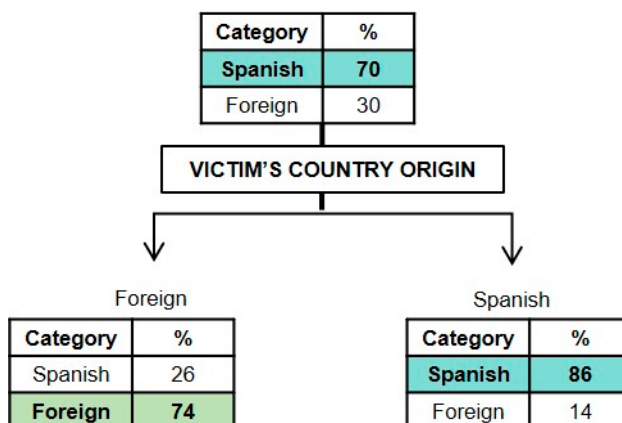 Category %
Spanish 70
Foreign 30
VICTIM'S COUNTRY ORIGIN
Foreign
Category %
Spanish 26
Foreign 74
Spanish
Category %
Spanish 86
Foreign 14